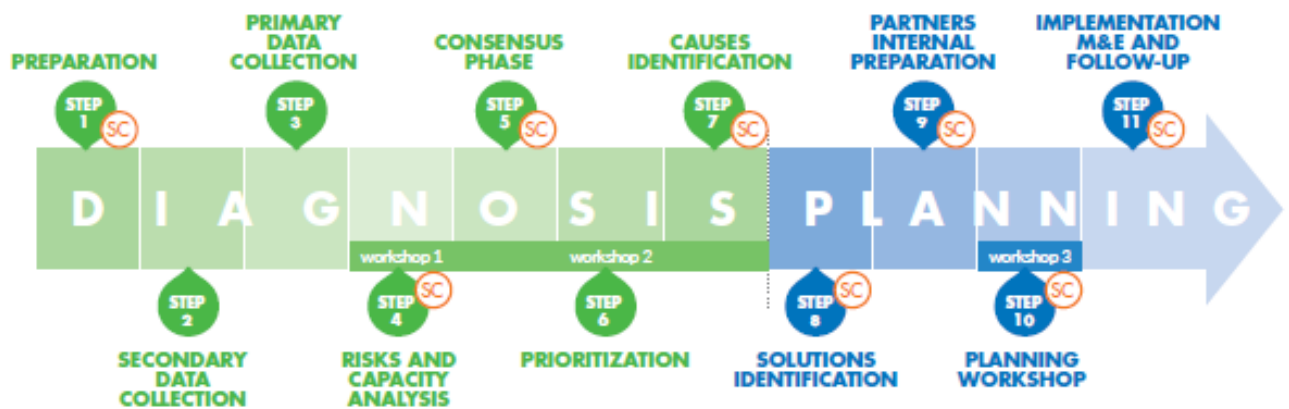 PREPARATION
PRIMARY
DATA
COLLECTION
CONSENSUS
PHASE
CAUSES
IDENTIFICATION
PARTNERS
INTERNAL
PREPARATION
IMPLEMENTATION
M&E AND
FOLLOW-UP
STEP
1
SC
STEP
3
STEP
5
SC
STEP
7
SC
STEP
9
SC
STEP
11
SC
DIAGNOSIS PLANNING
workshop 1
workshop 2
workshop 3
STEP
2
STEP
4
SC
STEP
6
STEP
8
SC
STEP
10
SC
SECONDARY
DATA
COLLECTION
RISKS AND
CAPACITY
ANALYSIS
PRIORITIZATION
SOLUTIONS
IDENTIFICATION
PLANNING
WORKSHOP